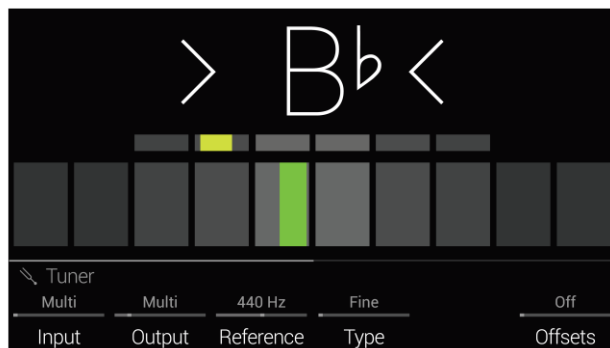 > B♭ <
Tuner
Multi Multi 440 Hz Fine Off
Input Output Reference Type Offsets